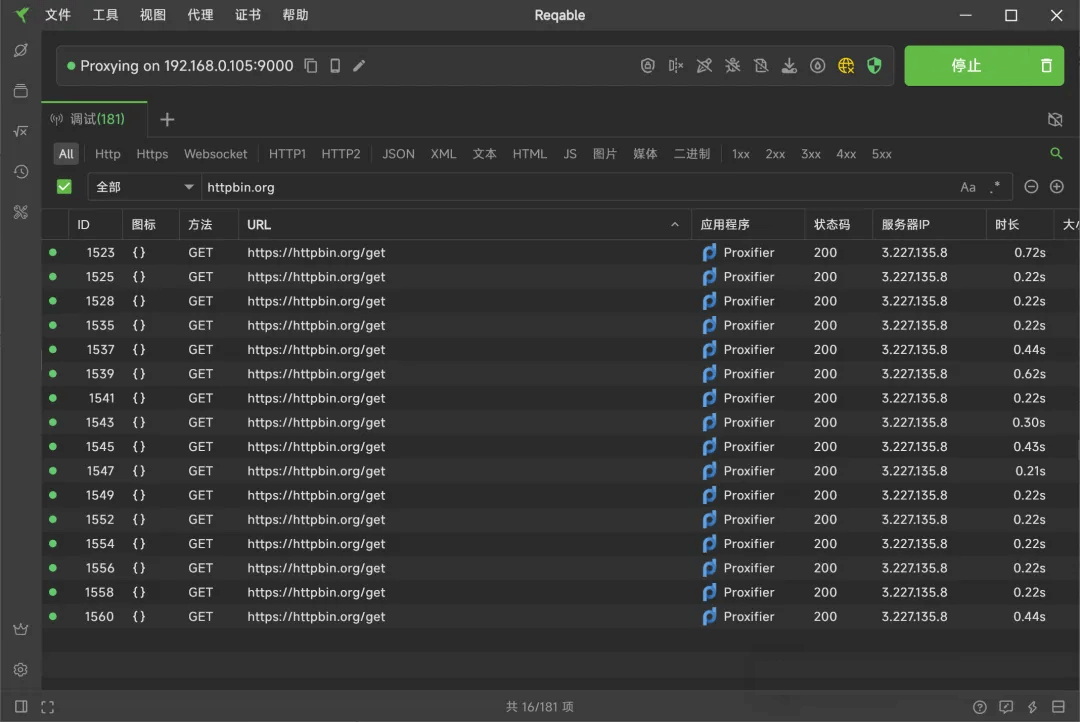 文件 工具 视图 代理 证书 帮助 Reqable
Proxying on 192.168.0.105:9000 停止
调试(181)
All Http Https Websocket HTTP1 HTTP2 JSON XML 文本 HTML JS 图片 媒体 二进制 1xx 2xx 3xx 4xx 5xx
全部 httpbin.org Aa .*
ID 图标 方法 URL 应用程序 状态码 服务器IP 时长 大小
1523 {} GET https://httpbin.org/get Proxifier 200 3.227.135.8 0.72s
1525 {} GET https://httpbin.org/get Proxifier 200 3.227.135.8 0.22s
1528 {} GET https://httpbin.org/get Proxifier 200 3.227.135.8 0.22s
1535 {} GET https://httpbin.org/get Proxifier 200 3.227.135.8 0.22s
1537 {} GET https://httpbin.org/get Proxifier 200 3.227.135.8 0.44s
1539 {} GET https://httpbin.org/get Proxifier 200 3.227.135.8 0.62s
1541 {} GET https://httpbin.org/get Proxifier 200 3.227.135.8 0.22s
1543 {} GET https://httpbin.org/get Proxifier 200 3.227.135.8 0.30s
1545 {} GET https://httpbin.org/get Proxifier 200 3.227.135.8 0.43s
1547 {} GET https://httpbin.org/get Proxifier 200 3.227.135.8 0.21s
1549 {} GET https://httpbin.org/get Proxifier 200 3.227.135.8 0.22s
1552 {} GET https://httpbin.org/get Proxifier 200 3.227.135.8 0.22s
1554 {} GET https://httpbin.org/get Proxifier 200 3.227.135.8 0.22s
1556 {} GET https://httpbin.org/get Proxifier 200 3.227.135.8 0.22s
1558 {} GET https://httpbin.org/get Proxifier 200 3.227.135.8 0.22s
1560 {} GET https://httpbin.org/get Proxifier 200 3.227.135.8 0.44s
共 16/181 项